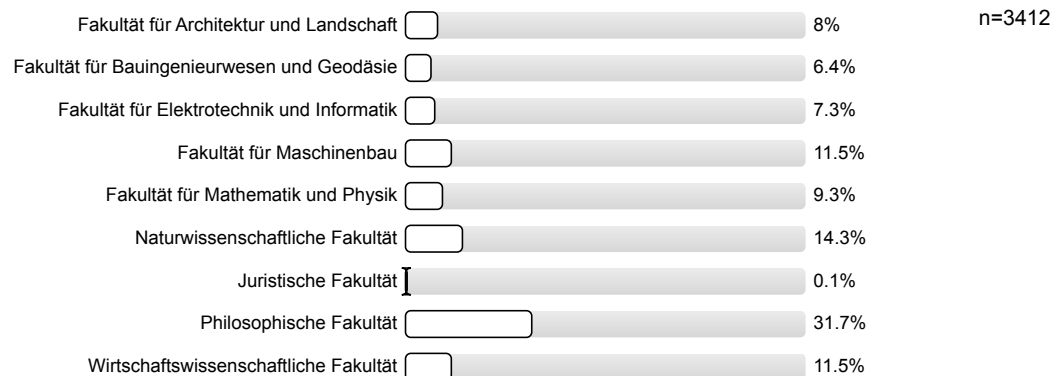 Fakultät für Architektur und Landschaft 8% n=3412
Fakultät für Bauingenieurwesen und Geodäsie 6.4%
Fakultät für Elektrotechnik und Informatik 7.3%
Fakultät für Maschinenbau 11.5%
Fakultät für Mathematik und Physik 9.3%
Naturwissenschaftliche Fakultät 14.3%
Juristische Fakultät 0.1%
Philosophische Fakultät 31.7%
Wirtschaftswissenschaftliche Fakultät 11.5%